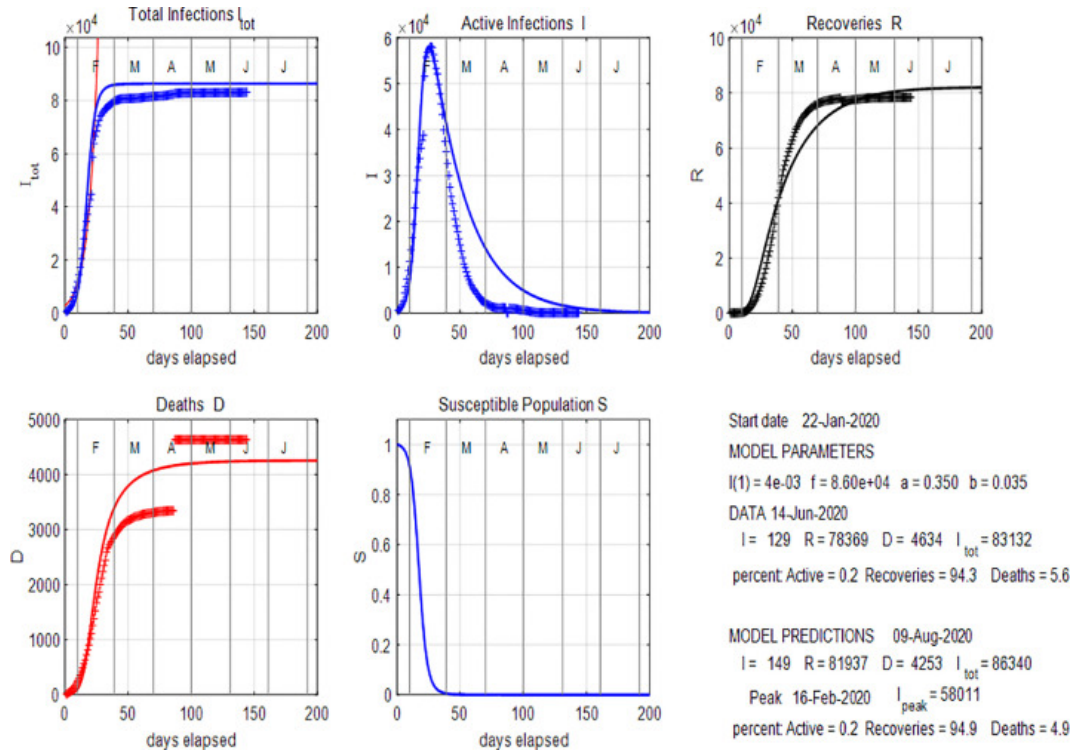 Total Infections I_tot
×10^4
10
8
6
4
2
0
F M A M J J
0 50 100 150 200
I_tot
days elapsed
Active Infections I
×10^4
6
5
4
3
2
1
0
M A M J J
0 50 100 150 200
I
days elapsed
Recoveries R
×10^4
10
8
6
4
2
0
F M A M J J
0 50 100 150 200
R
days elapsed
Deaths D
5000
4000
3000
2000
1000
0
F M A M J J
0 50 100 150 200
D
days elapsed
Susceptible Population S
1
0.8
0.6
0.4
0.2
0
F M A M J J
0 50 100 150 200
S
days elapsed
Start date 22-Jan-2020
MODEL PARAMETERS
I(1) = 4e-03 f = 8.60e+04 a = 0.350 b = 0.035
DATA 14-Jun-2020
I = 129 R = 78369 D = 4634 I_tot = 83132
percent: Active = 0.2 Recoveries = 94.3 Deaths = 5.6
MODEL PREDICTIONS 09-Aug-2020
I = 149 R = 81937 D = 4253 I_tot = 86340
Peak 16-Feb-2020 I_peak = 58011
percent: Active = 0.2 Recoveries = 94.9 Deaths = 4.9